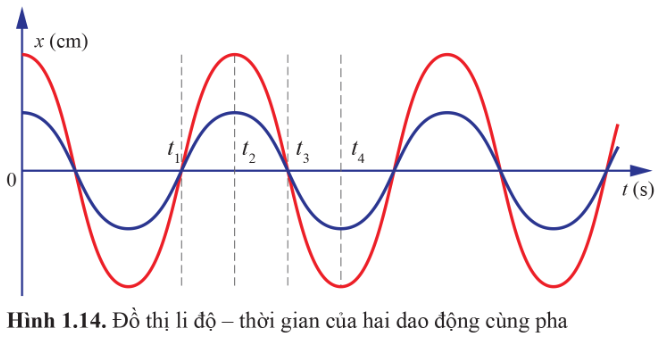 x (cm)
t₁ t₂ t₃ t₄
0
t (s)
Hình 1.14. Đồ thị li độ – thời gian của hai dao động cùng pha